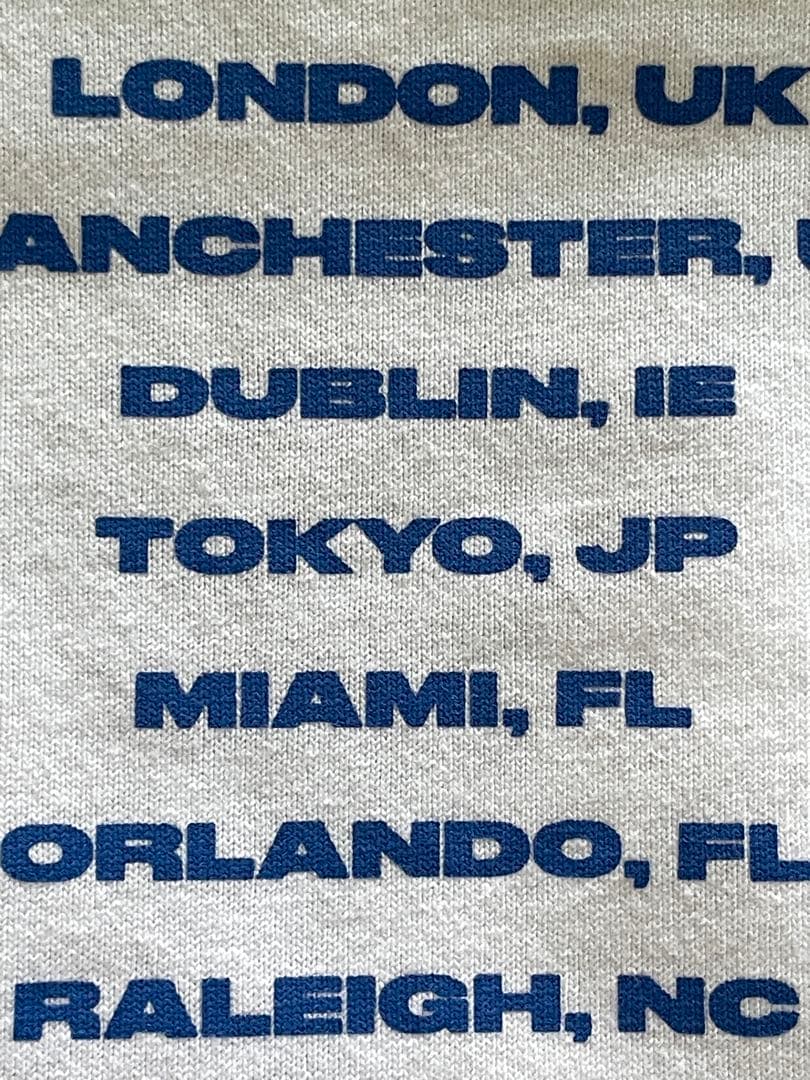 LONDON, UK
ANCHESTER, U
DUBLIN, IE
TOKYO, JP
MIAMI, FL
ORLANDO, FL
RALEIGH, NC